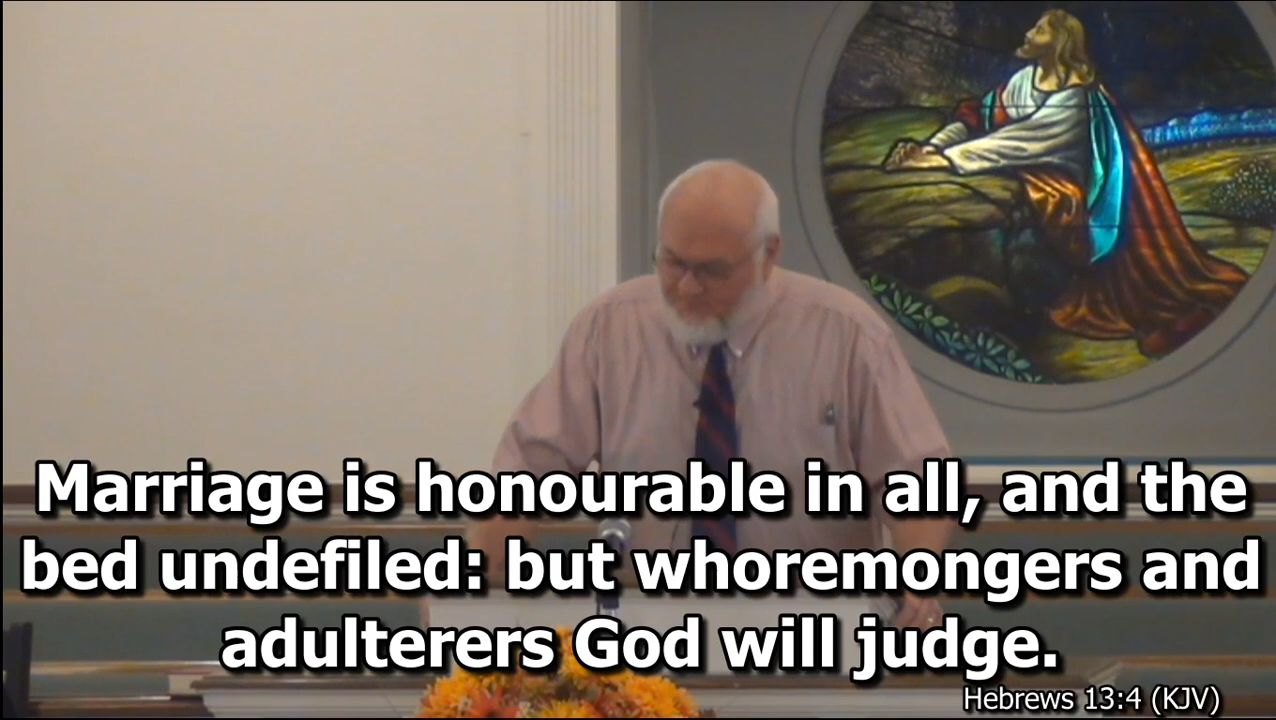 Marriage is honourable in all, and the
bed undefiled: but whoremongers and
adulterers God will judge.
Hebrews 13:4 (KJV)